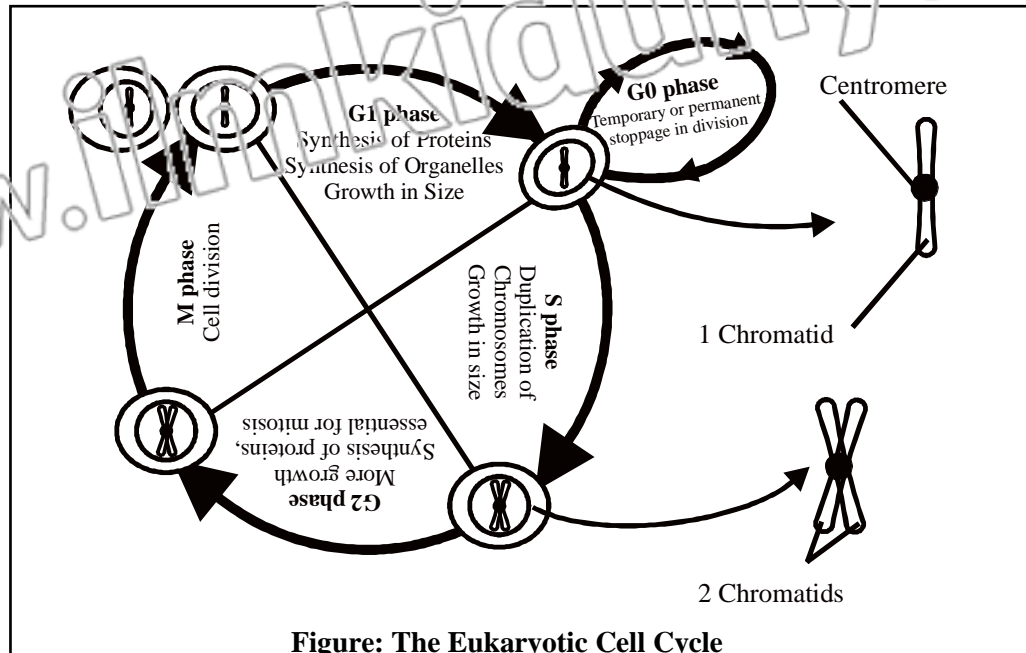 www.ilmkidunya
G1 phase
Synthesis of Proteins
Synthesis of Organelles
Growth in Size
G0 phase
Temporary or permanent
stoppage in division
Centromere
1 Chromatid
S phase
Duplication of
Chromosomes
Growth in size
2 Chromatids
G2 phase
More growth
Synthesis of proteins,
essential for mitosis
M phase
Cell division
Figure: The Eukaryotic Cell Cycle